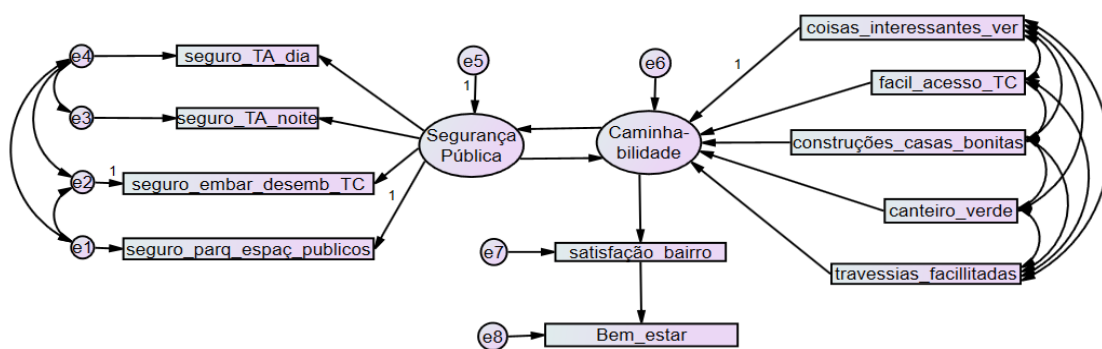 coisas_interessantes_ver
e4
seguro_TA_dia
e5
e6
1
1
facil_acesso_TC
e3
seguro_TA_noite
Segurança
Pública
Caminha-
bilidade
construções_casas_bonitas
e2
1
seguro_embar_desemb_TC
1
canteiro_verde
e1
seguro_parq_espaç_publicos
e7
satisfação_bairro
travessias_facillitadas
e8
Bem_estar